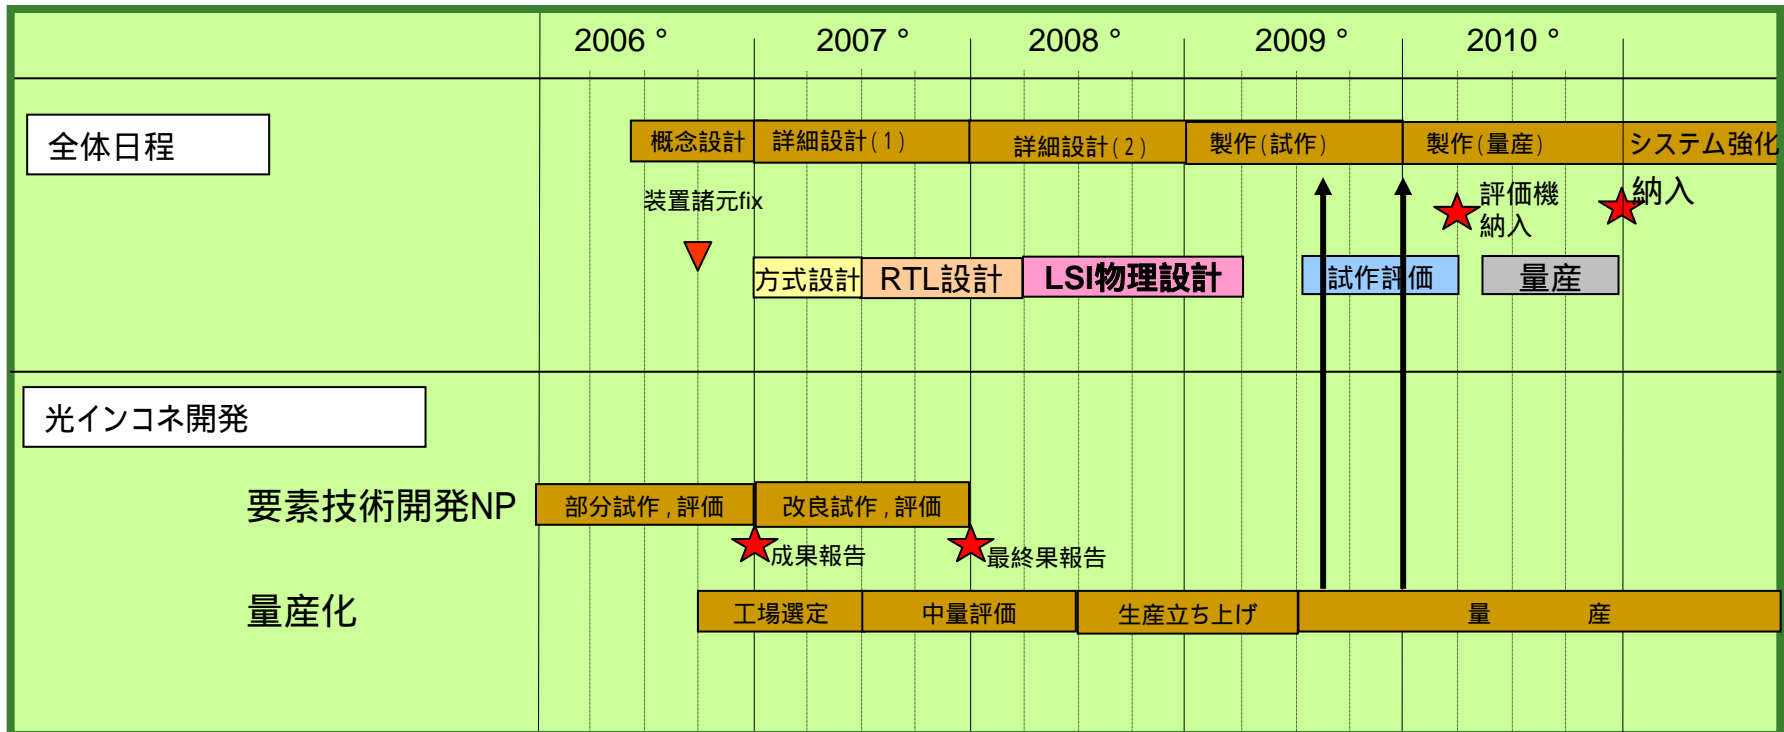 2006 °
2007 °
2008 °
2009 °
2010 °
全体日程
概念設計
詳細設計(1)
詳細設計(2)
製作(試作)
製作(量産)
システム強化
装置諸元fix
評価機
納入
納入
方式設計
RTL設計
LSI物理設計
試作評価
量産
光インコネ開発
要素技術開発NP
部分試作,評価
改良試作,評価
成果報告
最終果報告
量産化
工場選定
中量評価
生産立ち上げ
量 産